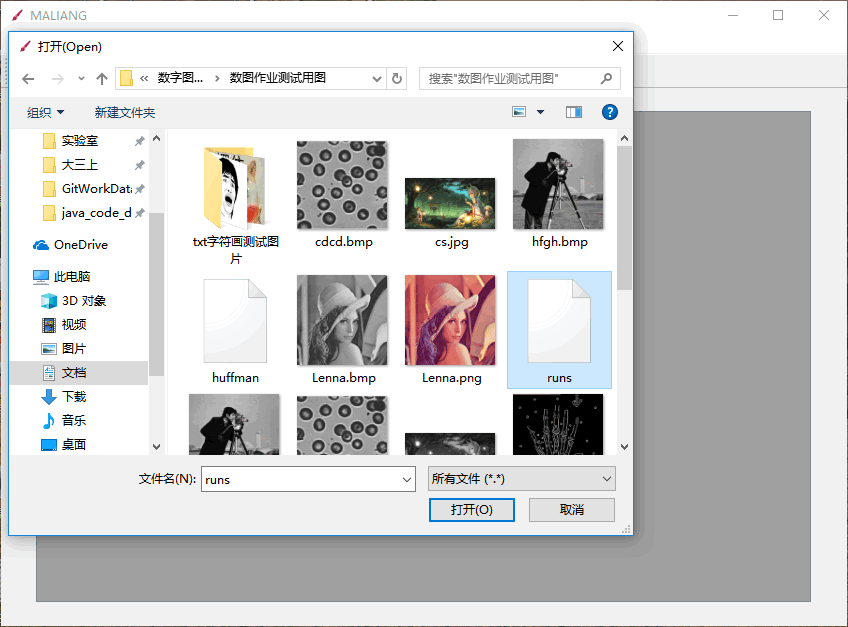 MALIANG
打开(Open)
« 数字图... › 数图作业测试用图
搜索"数图作业测试用图"
组织
新建文件夹
实验室
大三上
GitWorkData
java_code_d
OneDrive
此电脑
3D 对象
视频
图片
文档
下载
音乐
桌面
txt字符画测试图
片
cdcd.bmp
cs.jpg
hfgh.bmp
huffman
Lenna.bmp
Lenna.png
runs
文件名(N):
runs
所有文件 (*.*)
打开(O)
取消